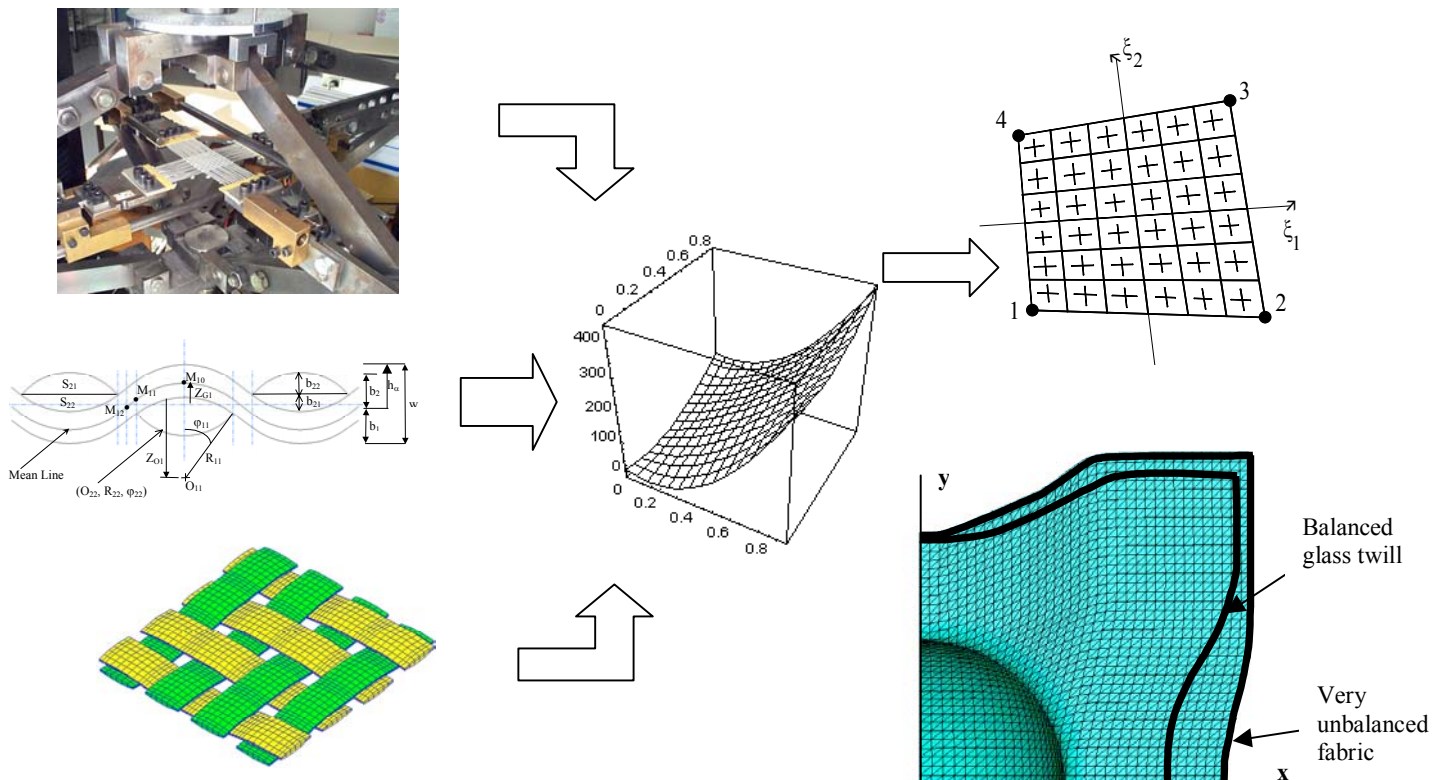 ξ2
3
4
ξ1
1
2
0.8
0.6
0.4
0.2
0
400
300
200
100
0
0
0.2
0.4
0.6
0.8
S21
S22
M10
M11
M12
ZG1
b22
b21
b2
hα
w
b1
φ11
R11
ZO1
O11
Mean Line
(O22, R22, φ22)
y
x
Balanced
glass twill
Very
unbalanced
fabric